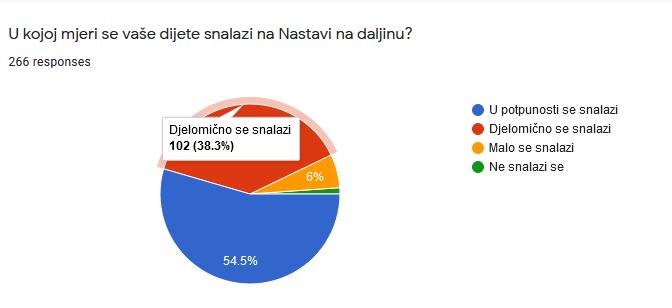 U kojoj mjeri se vaše dijete snalazi na Nastavi na daljinu?
266 responses
Djelomično se snalazi
102 (38.3%)
6%
54.5%
U potpunosti se snalazi
Djelomično se snalazi
Malo se snalazi
Ne snalazi se